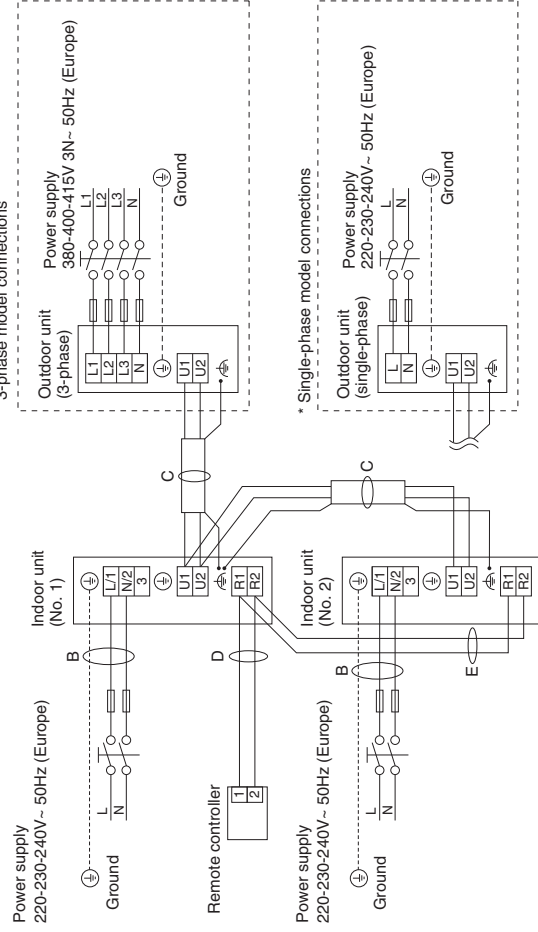 3-phase model connections
Power supply
220-230-240V~ 50Hz (Europe)
L
N
Ground
B
Indoor unit
(No. 1)
L/1
N/2
3
U1
U2
R1
R2
C
Outdoor unit
(3-phase)
L1
L2
L3
N
U1
U2
Power supply
380-400-415V 3N~ 50Hz (Europe)
L1
L2
L3
N
Ground
Remote controller
1
2
D
Power supply
220-230-240V~ 50Hz (Europe)
L
N
Ground
B
E
Indoor unit
(No. 2)
L/1
N/2
3
U1
U2
R1
R2
C
* Single-phase model connections
Outdoor unit
(single-phase)
L
N
U1
U2
Power supply
220-230-240V~ 50Hz (Europe)
L
N
Ground